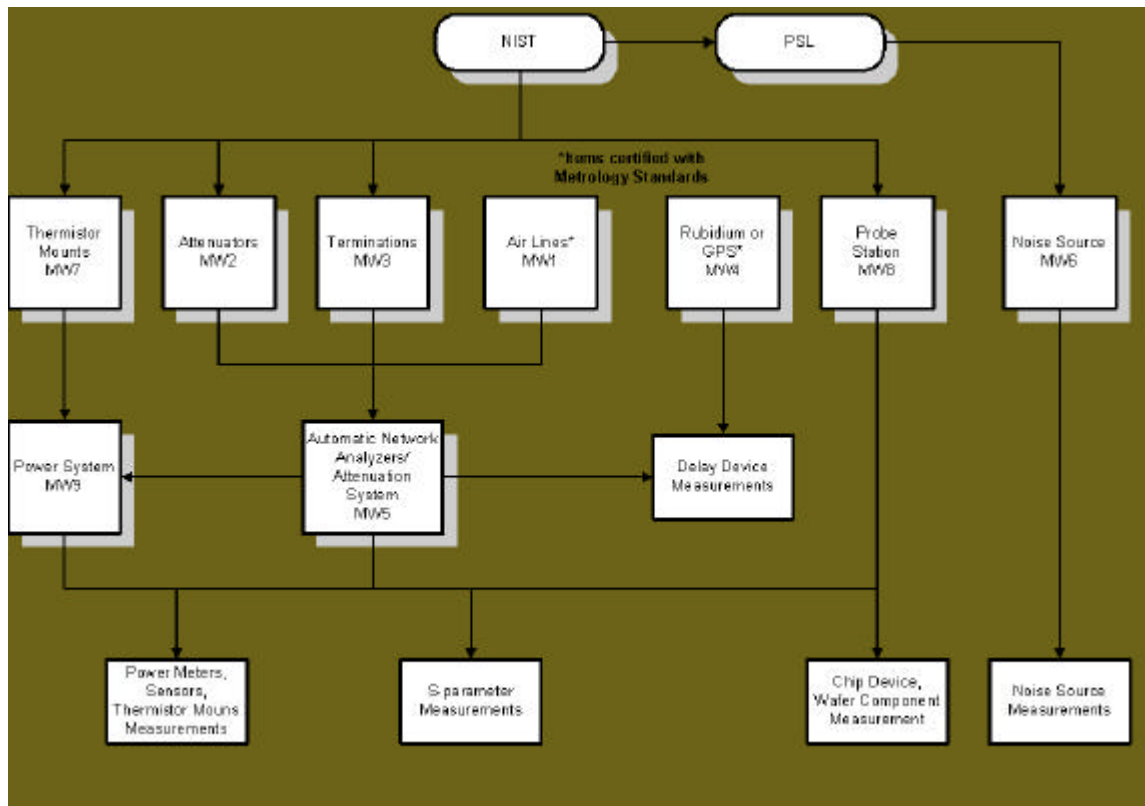 NIST
PSL
*Items certified with
Metrology Standards
Thermistor
Mounts
MW7
Attenuators
MW2
Terminations
MW3
Air Lines*
MW1
Rubidium or
GPS*
MW4
Probe
Station
MW8
Noise Source
MW6
Power System
MW9
Automatic Network
Analyzers/
Attenuation
System
MW5
Delay Device
Measurements
Power Meters,
Sensors,
Thermistor Mouns
Measurements
S-parameter
Measurements
Chip Device,
Wafer Component
Measurement
Noise Source
Measurements